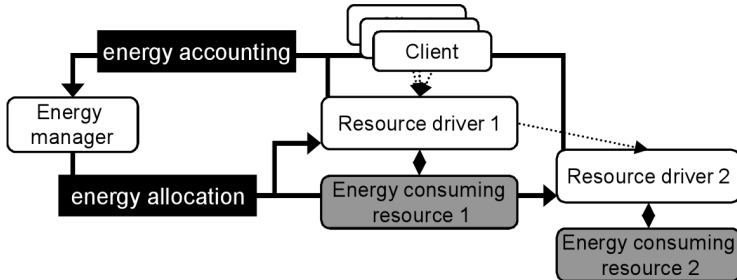 Client
energy accounting
Energy
manager
Resource driver 1
energy allocation
Energy consuming
resource 1
Resource driver 2
Energy consuming
resource 2